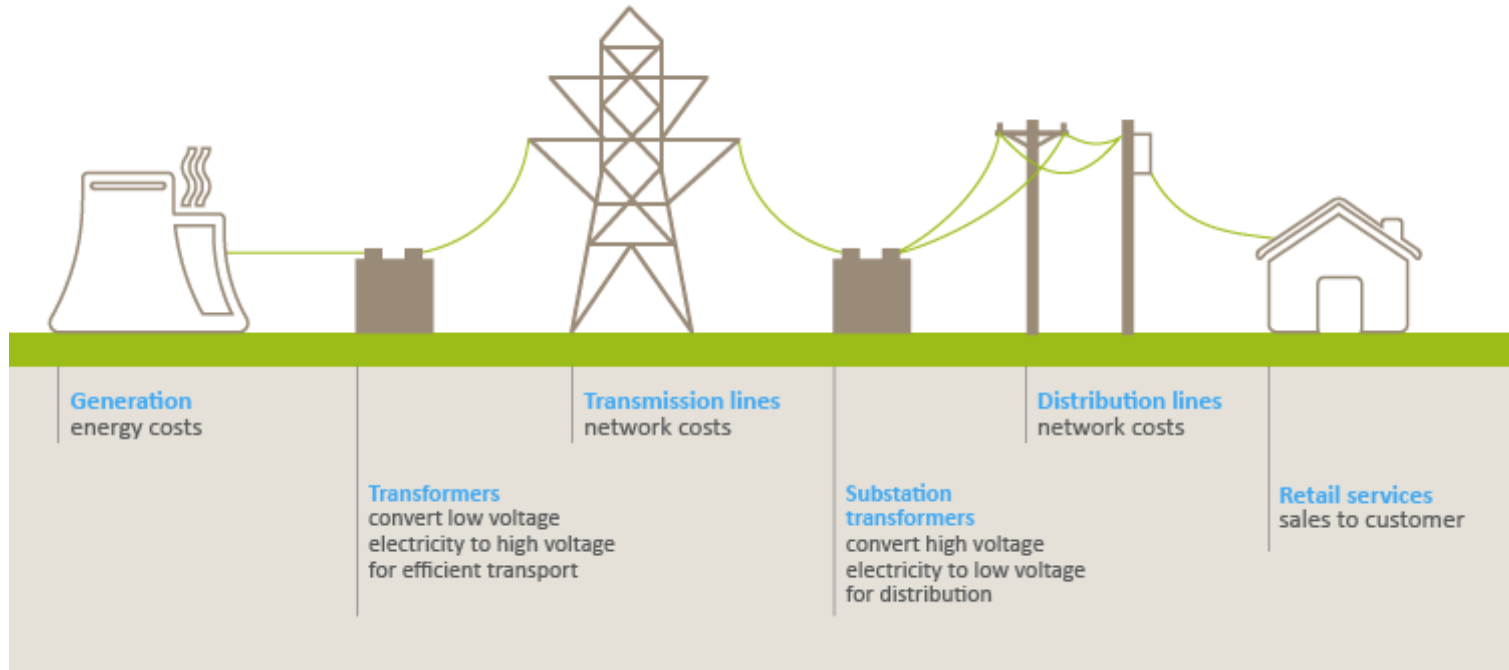 Generation
energy costs
Transformers
convert low voltage
electricity to high voltage
for efficient transport
Transmission lines
network costs
Substation
transformers
convert high voltage
electricity to low voltage
for distribution
Distribution lines
network costs
Retail services
sales to customer